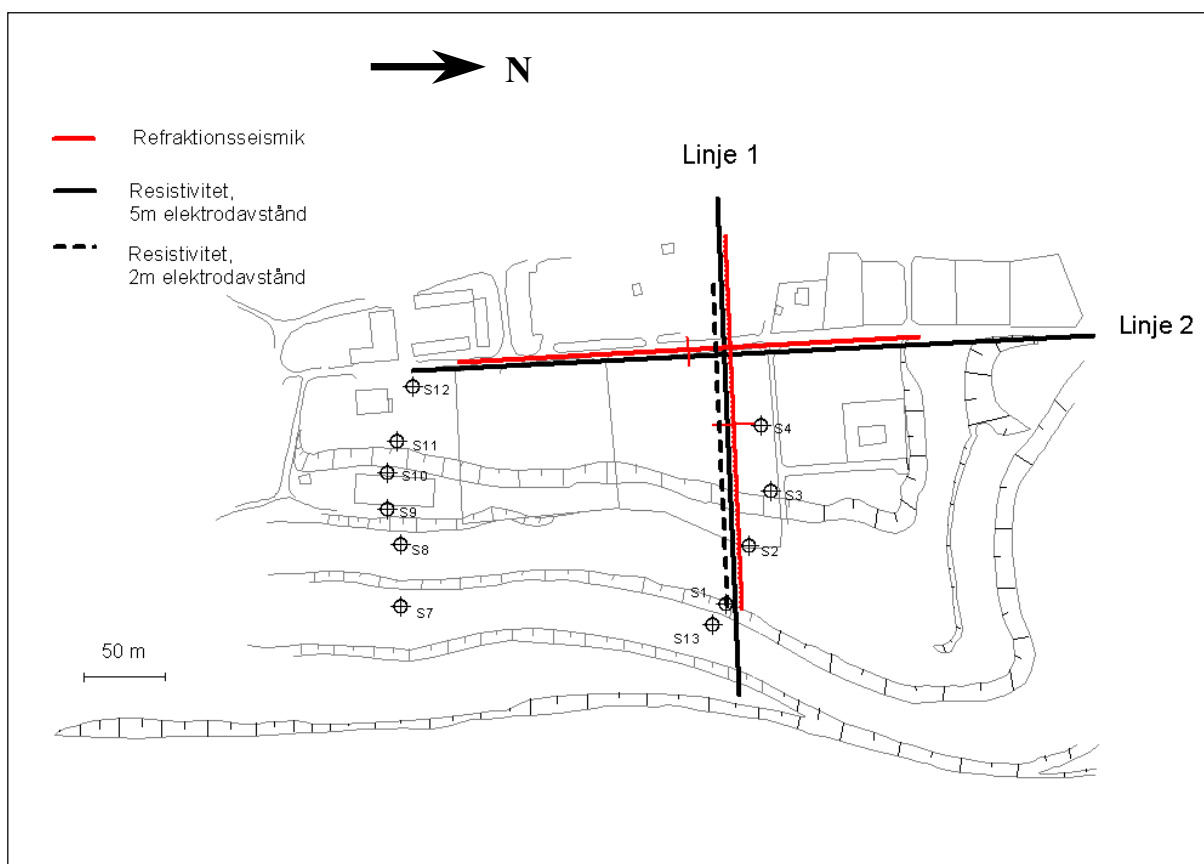 N
Refraktionsseismik
Linje 1
Resistivitet,
5m elektrodavstånd
Resistivitet,
2m elektrodavstånd
Linje 2
S12
S4
S11
S10
S3
S9
S8
S2
S1
S7
S13
50 m